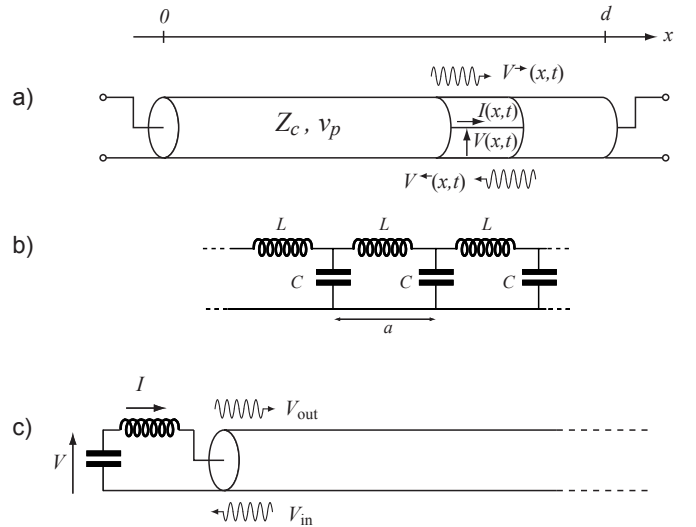 0 d
x
V→(x,t)
a)
Z_c , v_p
I(x,t)
V(x,t)
V←(x,t)
b)
L L L
C C C
a
c)
I
V_out
V
V_in